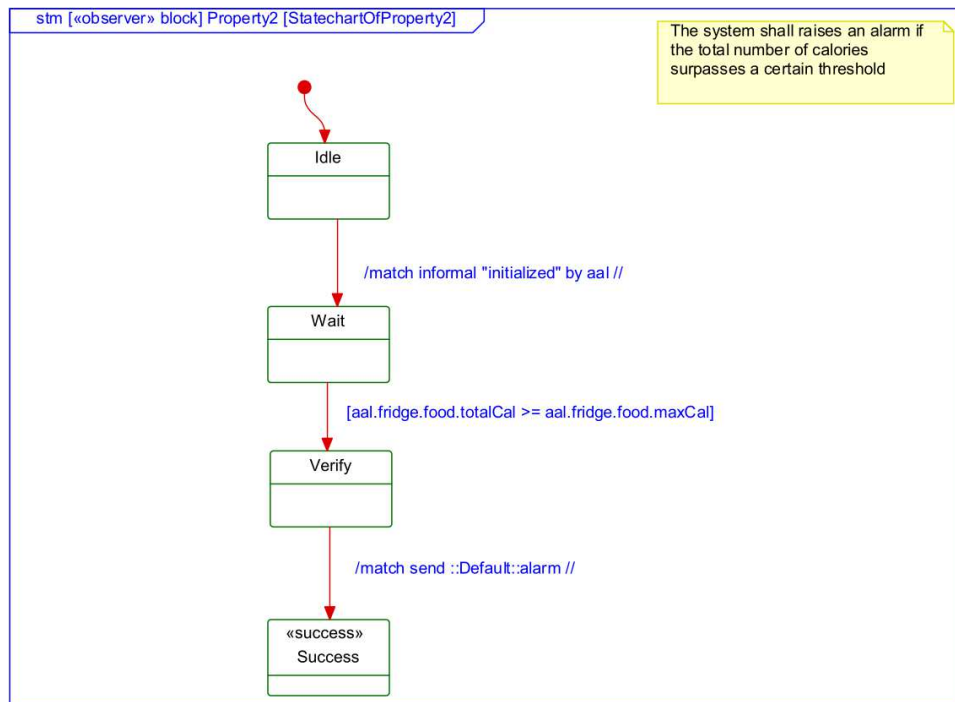 stm [«observer» block] Property2 [StatechartOfProperty2]
The system shall raises an alarm if
the total number of calories
surpasses a certain threshold
Idle
/match informal "initialized" by aal //
Wait
[aal.fridge.food.totalCal >= aal.fridge.food.maxCal]
Verify
/match send ::Default::alarm //
«success»
Success